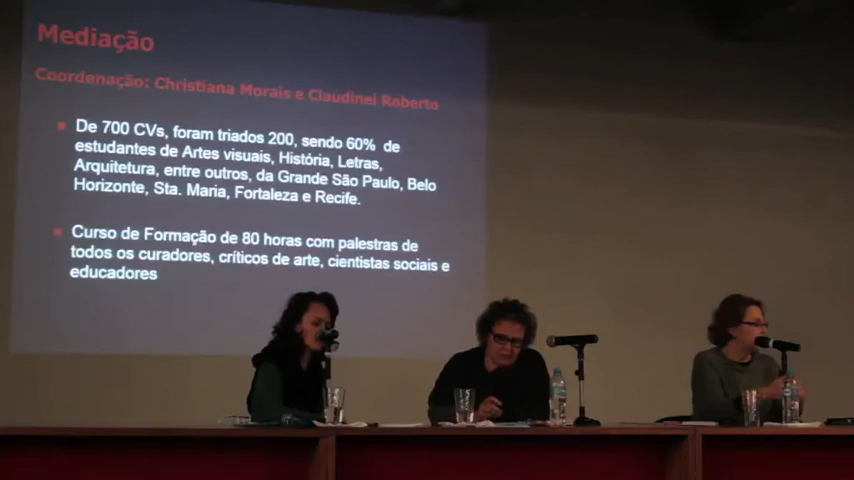 Mediação
Coordenação: Christiana Morais e Claudinei Roberto
De 700 CVs, foram triados 200, sendo 60% de
estudantes de Artes visuais, História, Letras,
Arquitetura, entre outros, da Grande São Paulo, Belo
Horizonte, Sta. Maria, Fortaleza e Recife.
Curso de Formação de 80 horas com palestras de
todos os curadores, críticos de arte, cientistas sociais e
educadores